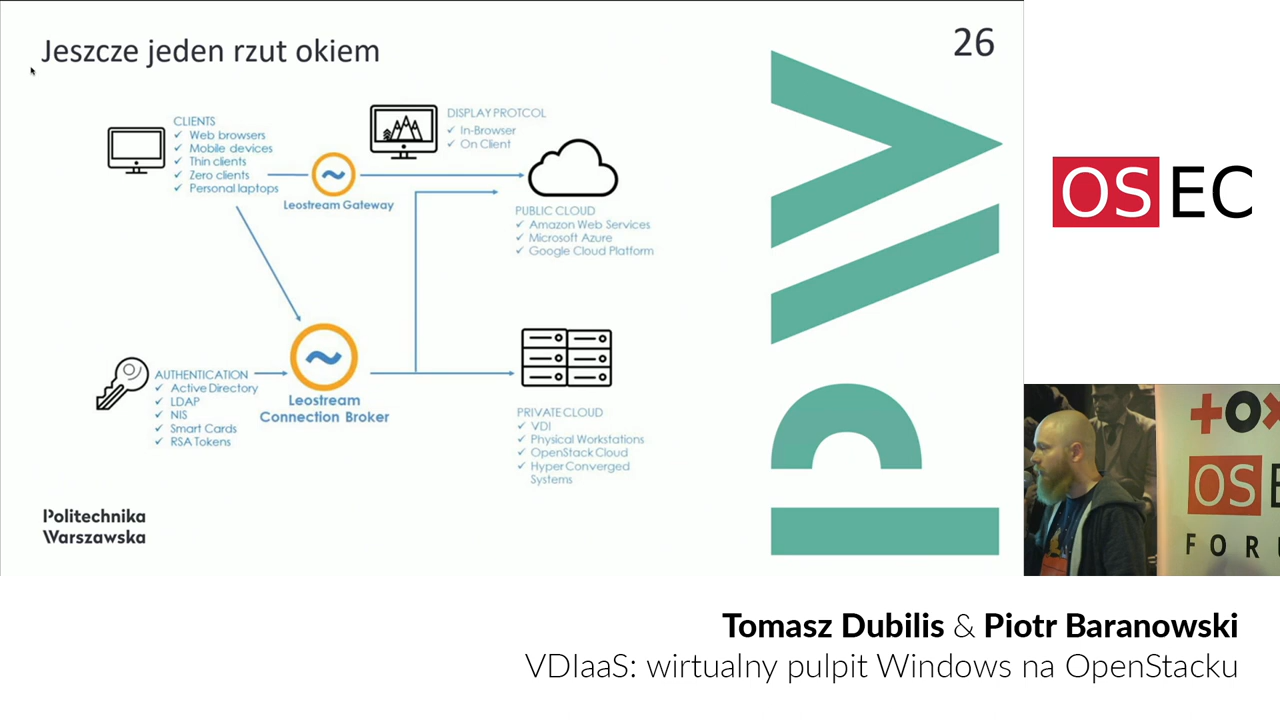 Jeszcze jeden rzut okiem
26
CLIENTS
Web browsers
Mobile devices
Thin clients
Zero clients
Personal laptops
Leostream Gateway
DISPLAY PROTCOL
In-Browser
On Client
PUBLIC CLOUD
Amazon Web Services
Microsoft Azure
Google Cloud Platform
AUTHENTICATION
Active Directory
LDAP
NIS
Smart Cards
RSA Tokens
Leostream
Connection Broker
PRIVATE CLOUD
VDI
Physical Workstations
OpenStack Cloud
Hyper Converged
Systems
Politechnika
Warszawska
OSEC
OSE
FORU
Tomasz Dubilis & Piotr Baranowski
VDIaaS: wirtualny pulpit Windows na OpenStacku